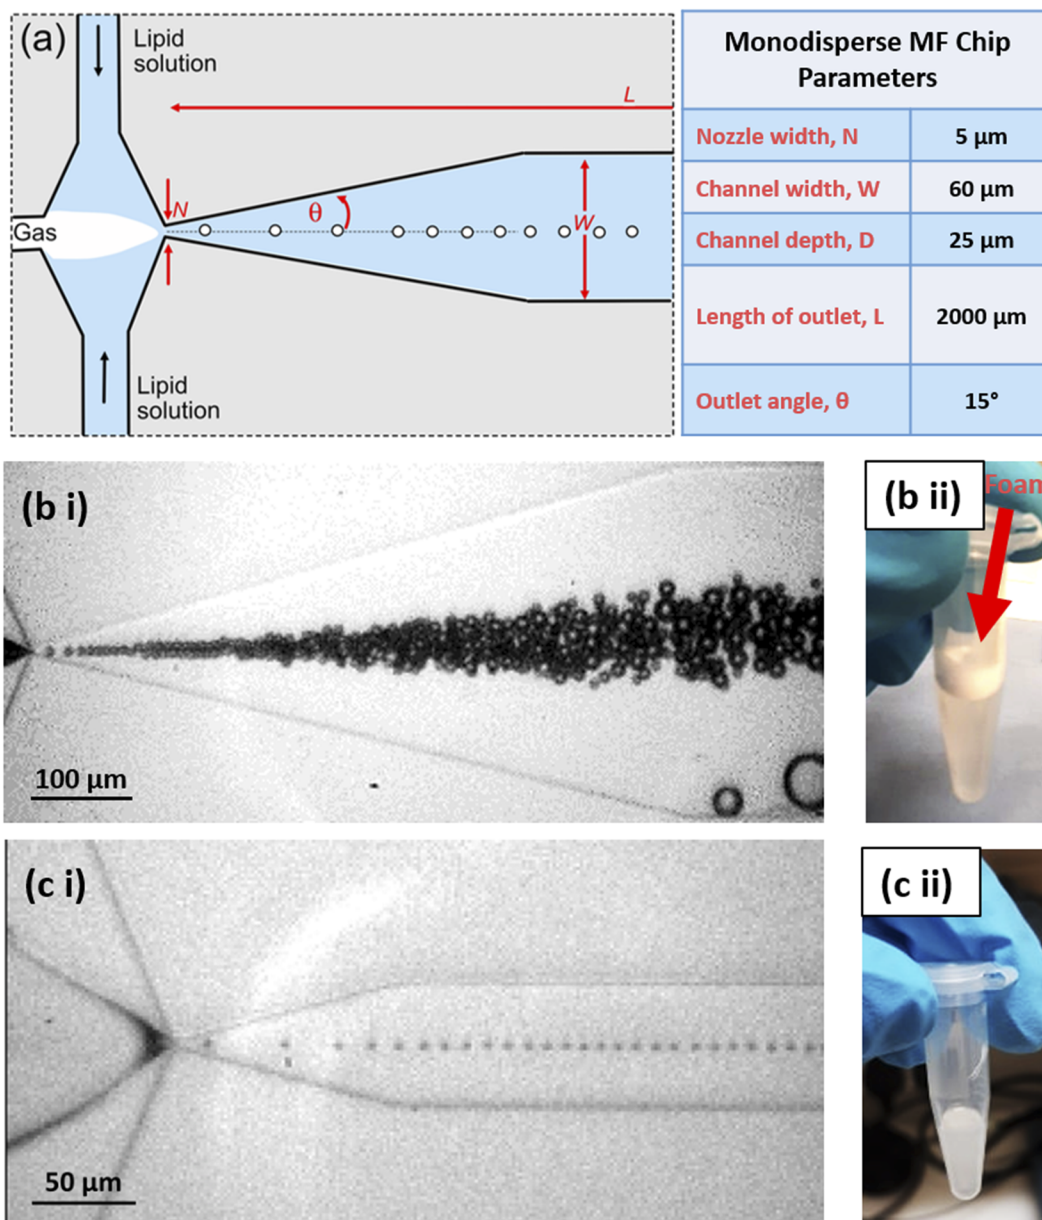 (a)
Lipid
solution
L
N
θ
W
Gas
Lipid
solution
Monodisperse MF Chip
Parameters
Nozzle width, N 5 µm
Channel width, W 60 µm
Channel depth, D 25 µm
Length of outlet, L 2000 µm
Outlet angle, θ 15°
(b i)
100 µm
(b ii)
Foam
(c i)
50 µm
(c ii)